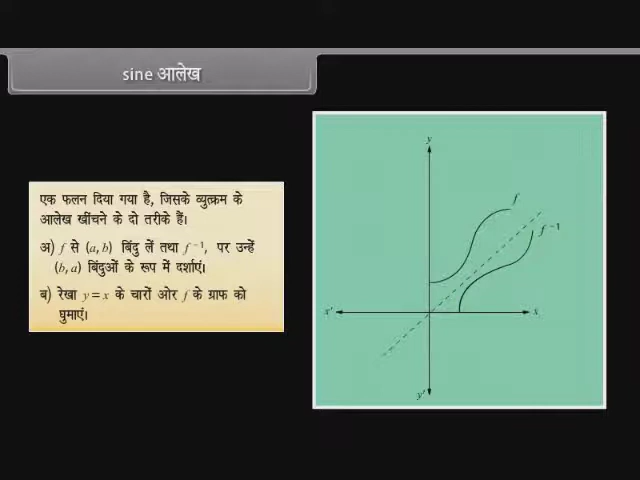 sine आलेख
एक फलन दिया गया है, जिसके व्युत्क्रम के
आलेख खींचने के दो तरीके हैं।
अ) f से (a, b) बिंदु लें तथा f⁻¹, पर उन्हें
(b, a) बिंदुओं के रूप में दर्शाएं।
ब) रेखा y = x के चारों ओर f के ग्राफ को
घुमाएं।
y
f
f⁻¹
x'
x
y'